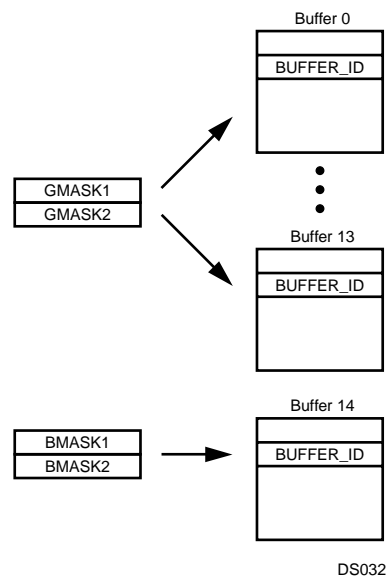 Buffer 0
BUFFER_ID
GMASK1
GMASK2
Buffer 13
BUFFER_ID
Buffer 14
BMASK1
BUFFER_ID
BMASK2
DS032